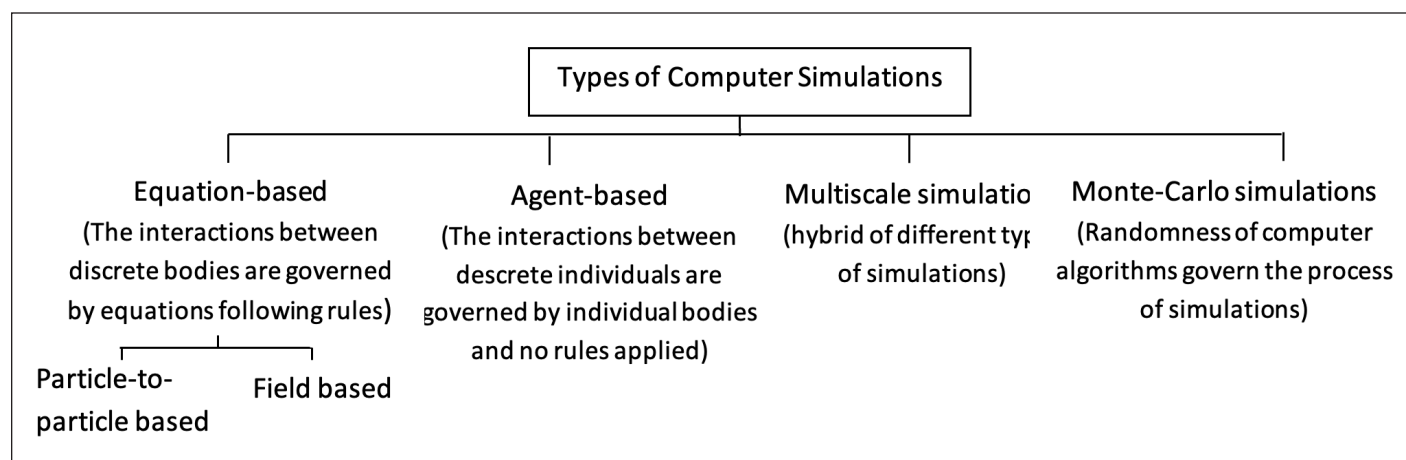 Types of Computer Simulations
Equation-based
(The interactions between
discrete bodies are governed
by equations following rules)
Particle-to-
particle based
Field based
Agent-based
(The interactions between
descrete individuals are
governed by individual bodies
and no rules applied)
Multiscale simulatio
(hybrid of different typ
of simulations)
Monte-Carlo simulations
(Randomness of computer
algorithms govern the process
of simulations)